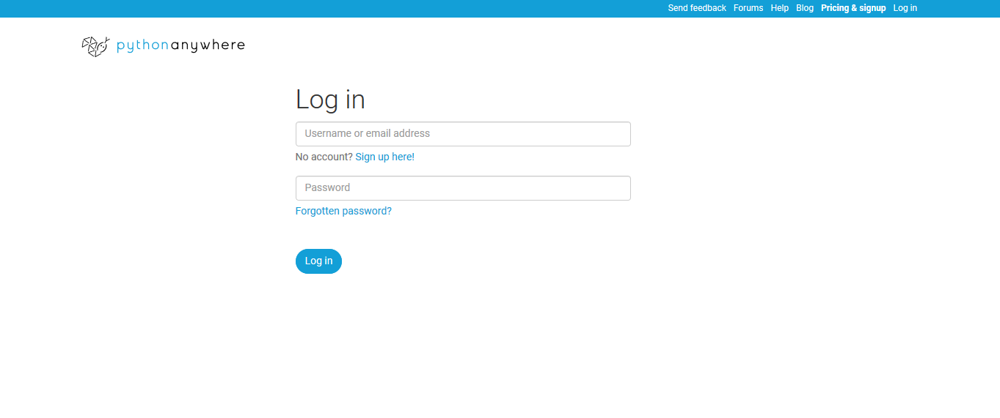 Send feedback Forums Help Blog Pricing & signup Log in
pythonanywhere
Log in
Username or email address
No account? Sign up here!
Password
Forgotten password?
Log in